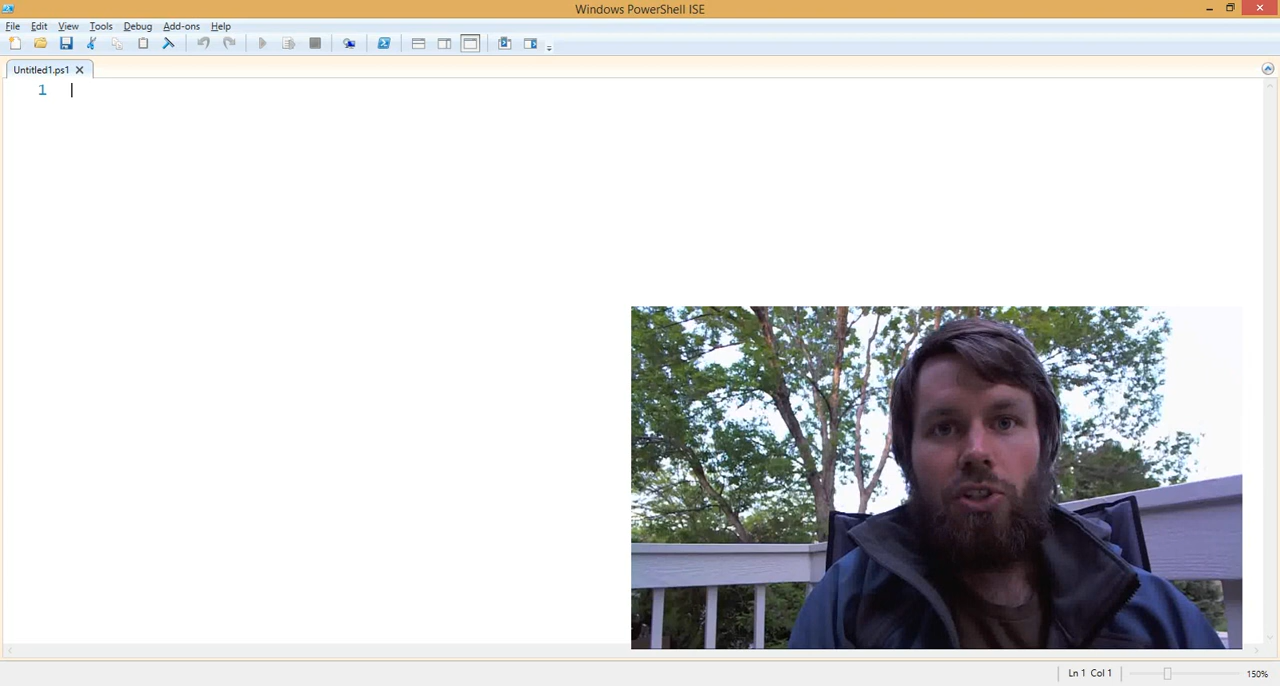 Windows PowerShell ISE
File Edit View Tools Debug Add-ons Help
Untitled1.ps1
1
Ln 1 Col 1
150%